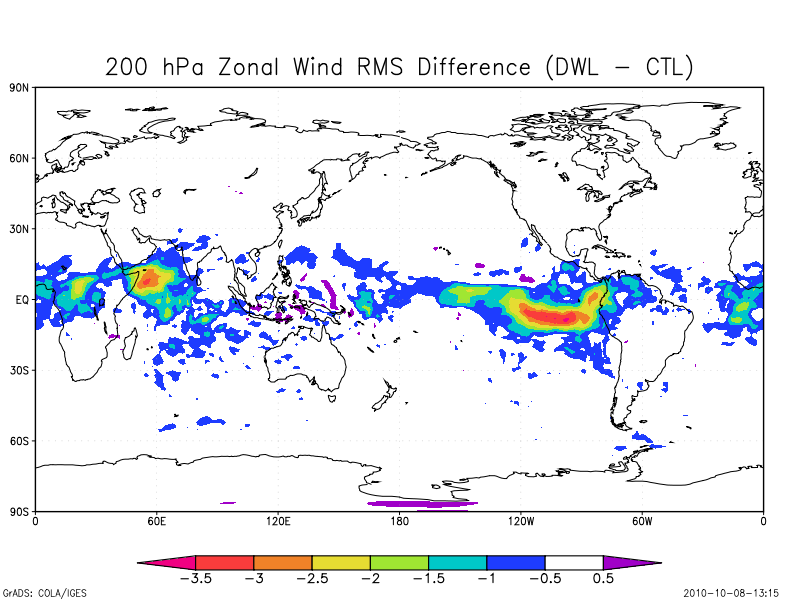 200 hPa Zonal Wind RMS Difference (DWL − CTL)
90N
60N
30N
EQ
30S
60S
90S
0 60E 120E 180 120W 60W 0
−3.5 −3 −2.5 −2 −1.5 −1 −0.5 0.5
GrADS: COLA/IGES 2010-10-08-13:15